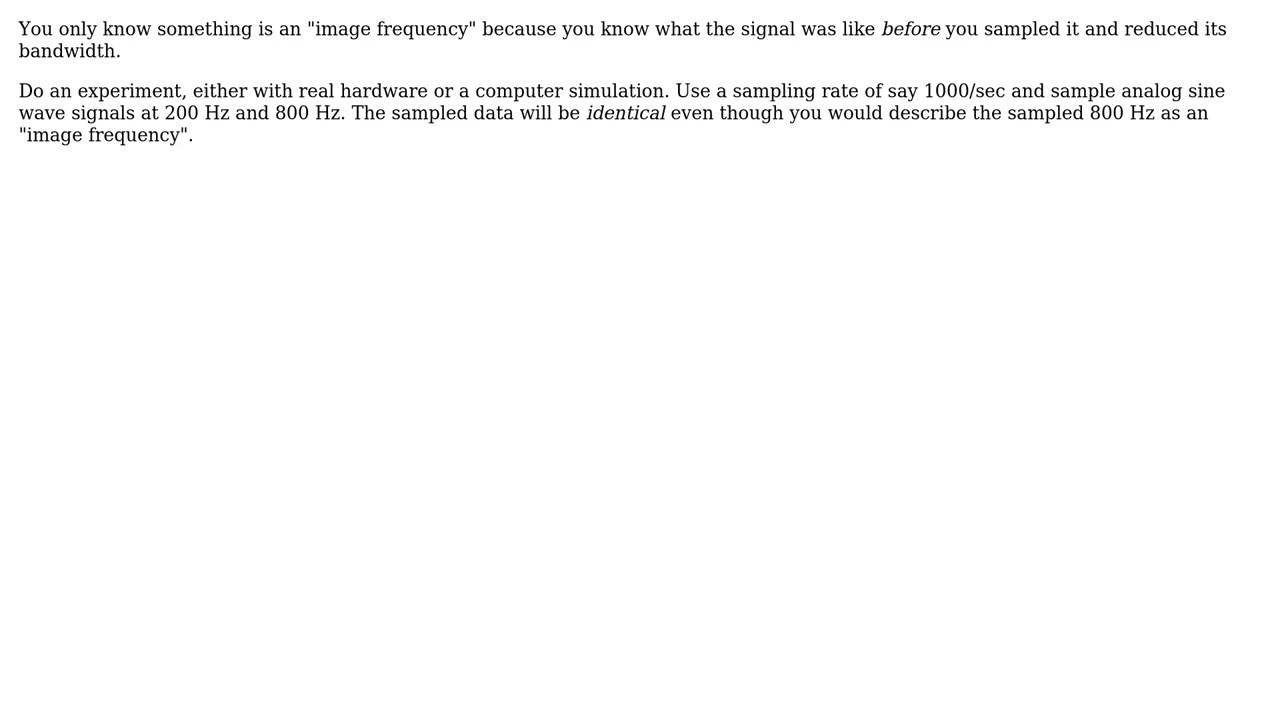 You only know something is an "image frequency" because you know what the signal was like before you sampled it and reduced its
bandwidth.
Do an experiment, either with real hardware or a computer simulation. Use a sampling rate of say 1000/sec and sample analog sine
wave signals at 200 Hz and 800 Hz. The sampled data will be identical even though you would describe the sampled 800 Hz as an
"image frequency".